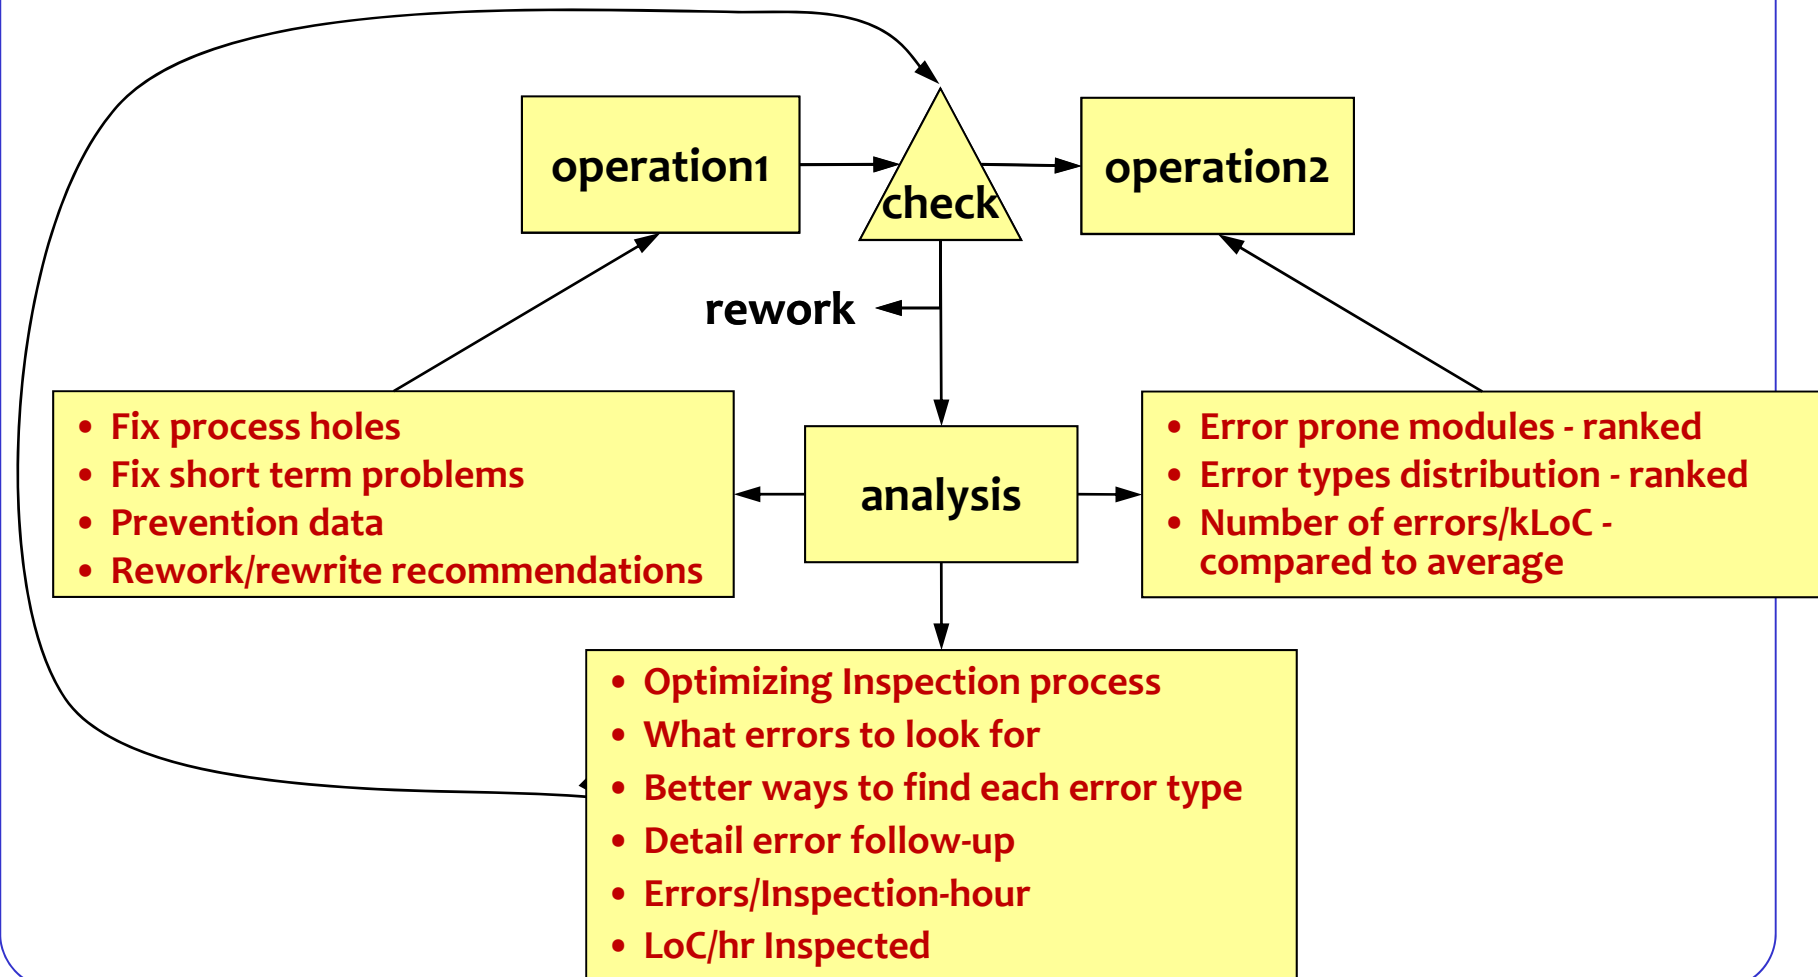 operation1
check
operation2
rework
• Fix process holes
• Fix short term problems
• Prevention data
• Rework/rewrite recommendations
analysis
• Error prone modules - ranked
• Error types distribution - ranked
• Number of errors/kLoC -
compared to average
• Optimizing Inspection process
• What errors to look for
• Better ways to find each error type
• Detail error follow-up
• Errors/Inspection-hour
• LoC/hr Inspected